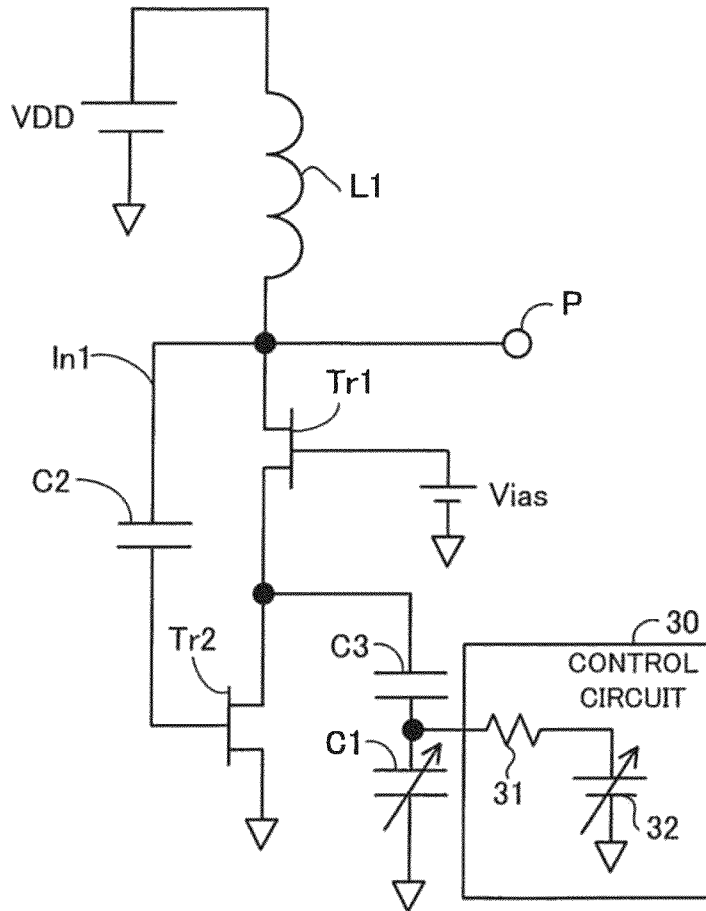 VDD
L1
P
In1
Tr1
C2
Vias
Tr2
C3
30
CONTROL
CIRCUIT
C1
31
32